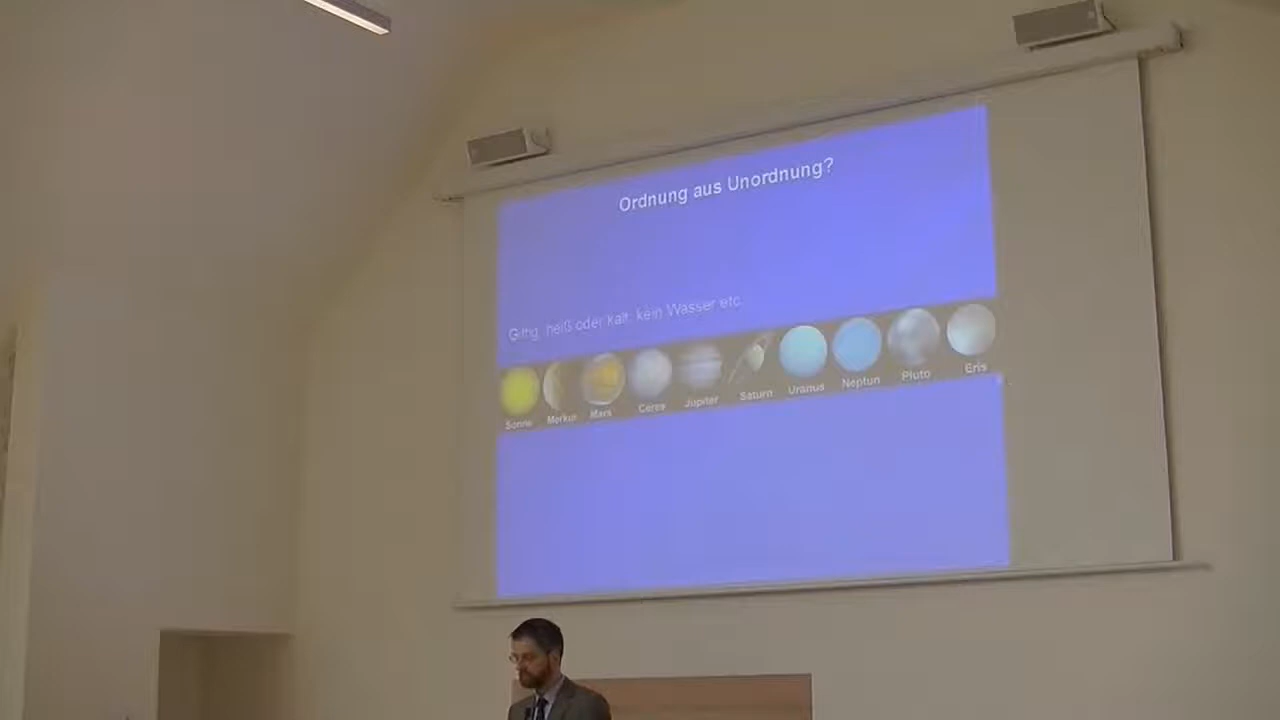 Ordnung aus Unordnung?
Giftig, heiß oder kalt, kein Wasser etc.
Sonne Merkur Mars Ceres Jupiter Saturn Uranus Neptun Pluto Eris